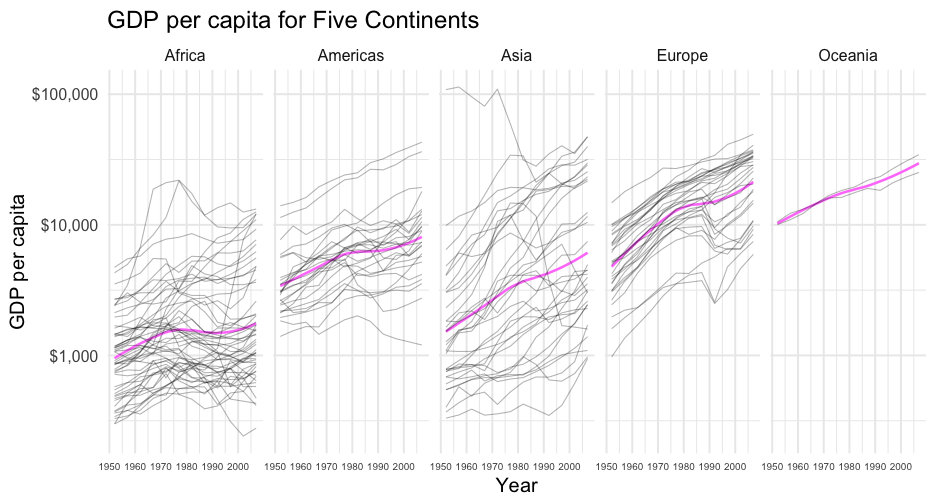 GDP per capita for Five Continents
Africa Americas Asia Europe Oceania
$100,000
$10,000
$1,000
GDP per capita
1950 1960 1970 1980 1990 2000 1950 1960 1970 1980 1990 2000 1950 1960 1970 1980 1990 2000 1950 1960 1970 1980 1990 2000 1950 1960 1970 1980 1990 2000
Year